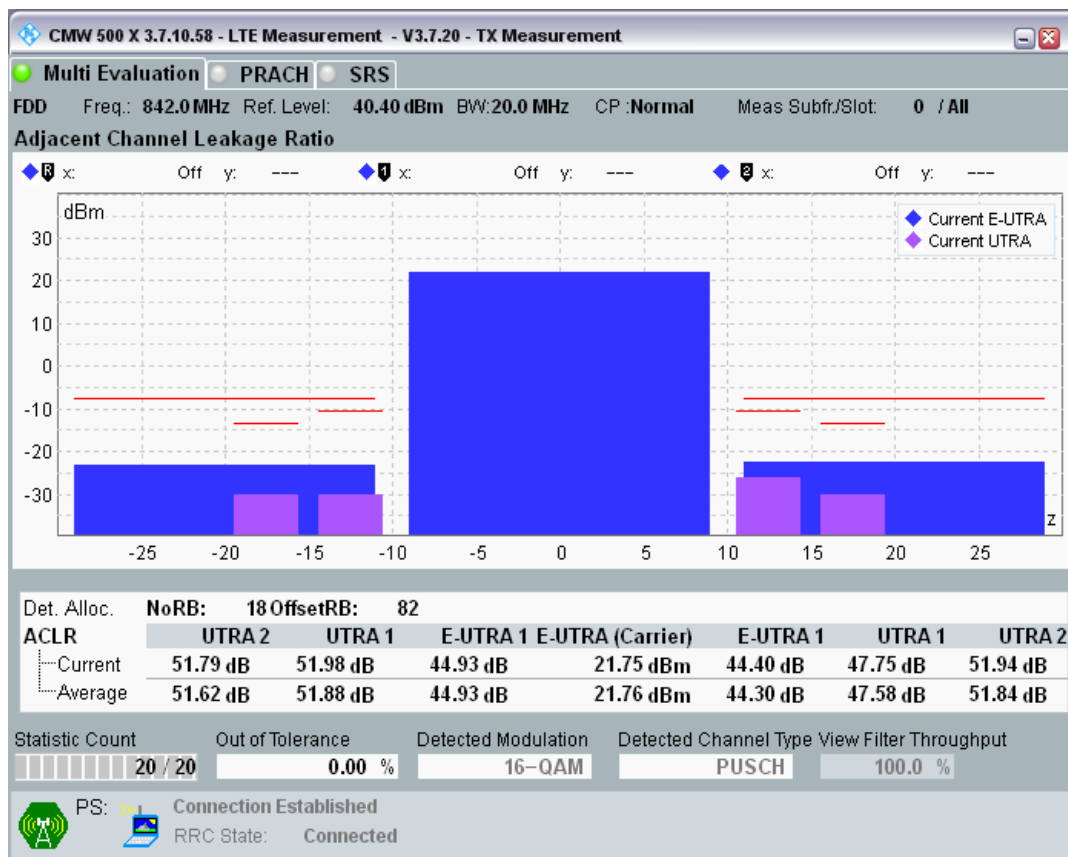 CMW 500 X 3.7.10.58 - LTE Measurement - V3.7.20 - TX Measurement
Multi Evaluation PRACH SRS
FDD Freq.: 842.0 MHz Ref. Level: 40.40 dBm BW:20.0 MHz CP :Normal Meas Subfr./Slot: 0 / All
Adjacent Channel Leakage Ratio
R x: Off y: --- 1 x: Off y: --- 2 x: Off y: ---
dBm
Current E-UTRA
Current UTRA
30
20
10
0
-10
-20
-30
z
-25 -20 -15 -10 -5 0 5 10 15 20 25
Det. Alloc. NoRB: 18 OffsetRB: 82
ACLR UTRA 2 UTRA 1 E-UTRA 1 E-UTRA (Carrier) E-UTRA 1 UTRA 1 UTRA 2
Current 51.79 dB 51.98 dB 44.93 dB 21.75 dBm 44.40 dB 47.75 dB 51.94 dB
Average 51.62 dB 51.88 dB 44.93 dB 21.76 dBm 44.30 dB 47.58 dB 51.84 dB
Statistic Count Out of Tolerance Detected Modulation Detected Channel Type View Filter Throughput
20 / 20 0.00 % 16-QAM PUSCH 100.0 %
PS: Connection Established
RRC State: Connected